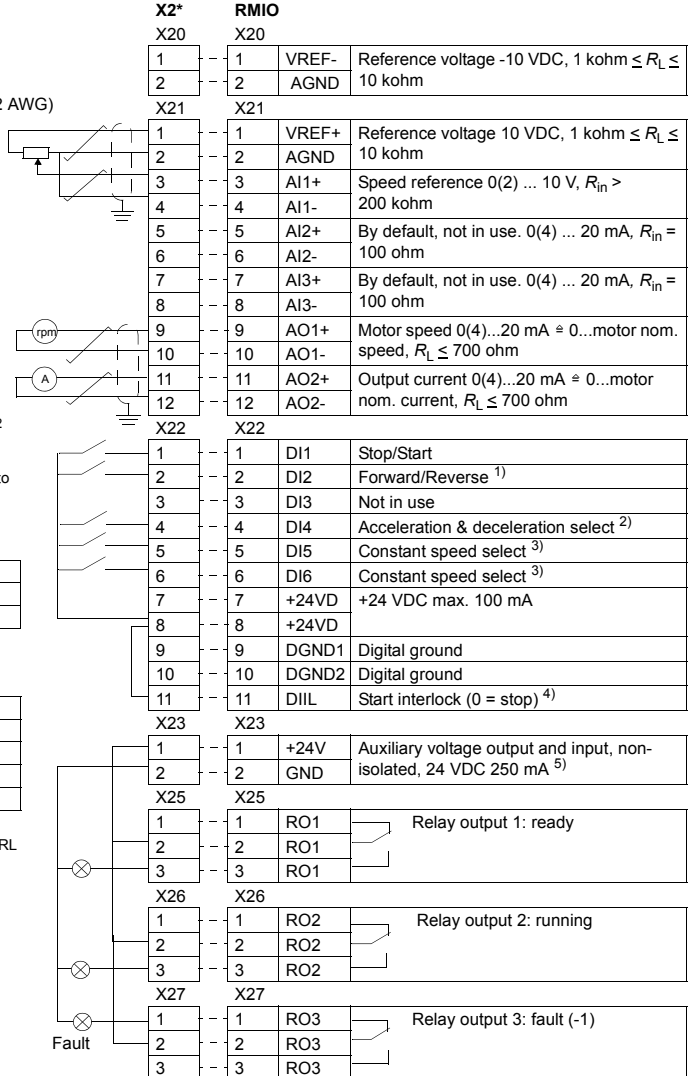 X2* RMIO
X20 X20
1 1 VREF- Reference voltage -10 VDC, 1 kohm ≤ RL ≤
2 2 AGND 10 kohm
AWG)
X21 X21
1 1 VREF+ Reference voltage 10 VDC, 1 kohm ≤ RL ≤
2 2 AGND 10 kohm
3 3 AI1+ Speed reference 0(2) ... 10 V, Rin >
4 4 AI1- 200 kohm
5 5 AI2+ By default, not in use. 0(4) ... 20 mA, Rin =
6 6 AI2- 100 ohm
7 7 AI3+ By default, not in use. 0(4) ... 20 mA, Rin =
8 8 AI3- 100 ohm
rpm 9 9 AO1+ Motor speed 0(4)...20 mA ≙ 0...motor nom.
10 10 AO1- speed, RL ≤ 700 ohm
A 11 11 AO2+ Output current 0(4)...20 mA ≙ 0...motor
12 12 AO2- nom. current, RL ≤ 700 ohm
X22 X22
1 1 DI1 Stop/Start
2 2 DI2 Forward/Reverse 1)
3 3 DI3 Not in use
4 4 DI4 Acceleration & deceleration select 2)
5 5 DI5 Constant speed select 3)
6 6 DI6 Constant speed select 3)
7 7 +24VD +24 VDC max. 100 mA
8 8 +24VD
9 9 DGND1 Digital ground
10 10 DGND2 Digital ground
11 11 DIIL Start interlock (0 = stop) 4)
X23 X23
1 1 +24V Auxiliary voltage output and input, non-
2 2 GND isolated, 24 VDC 250 mA 5)
X25 X25
1 1 RO1 Relay output 1: ready
2 2 RO1
RL
3 3 RO1
X26 X26
1 1 RO2 Relay output 2: running
2 2 RO2
3 3 RO2
X27 X27
1 1 RO3 Relay output 3: fault (-1)
Fault 2 2 RO3
3 3 RO3